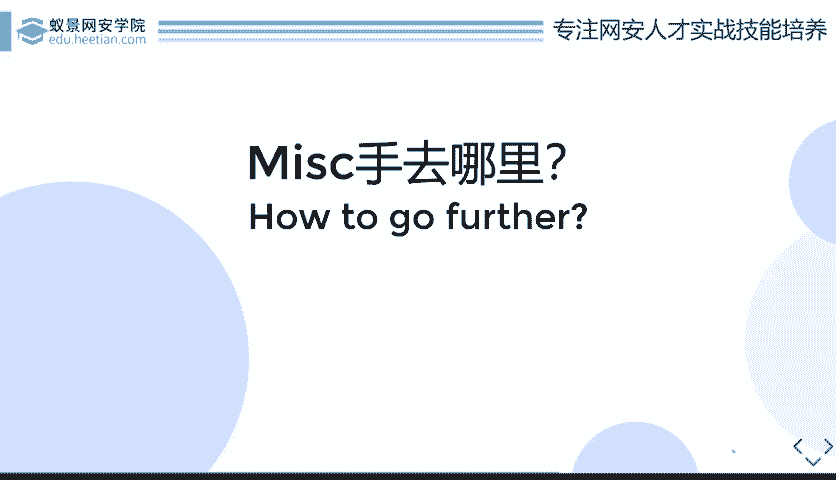 蚁景网安学院
edu.heetian.com
专注网安人才实战技能培养
Misc手去哪里？
How to go further?